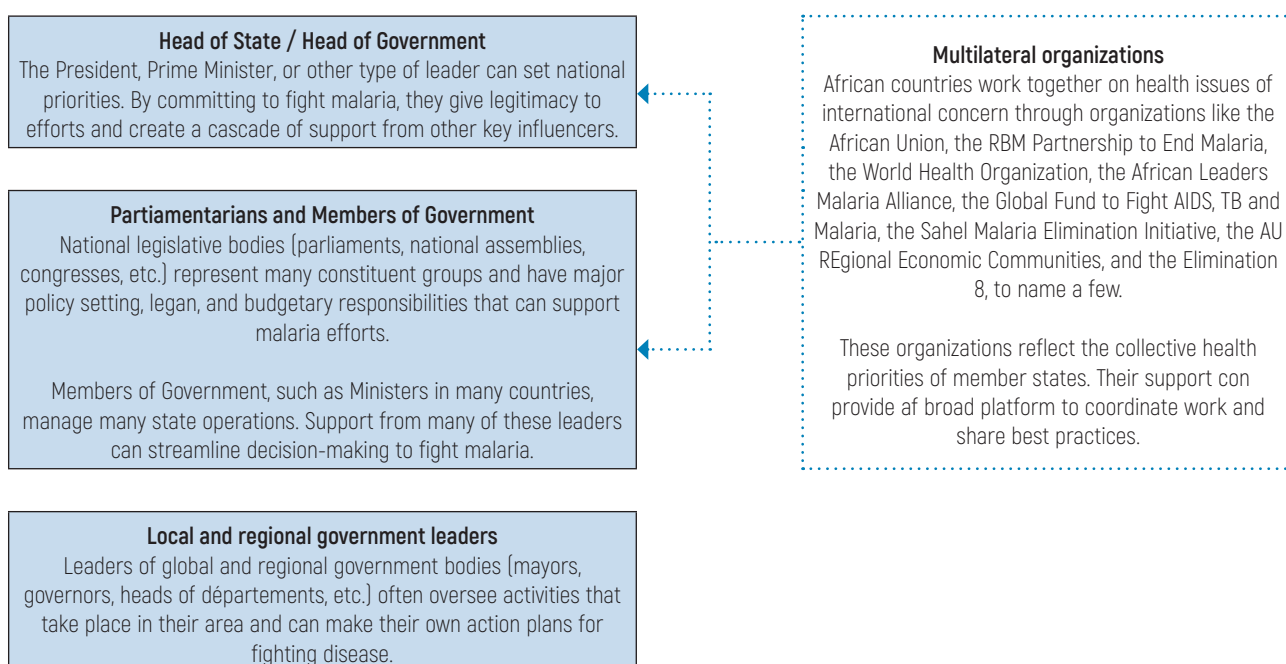 Head of State / Head of Government
The President, Prime Minister, or other type of leader can set national
priorities. By committing to fight malaria, they give legitimacy to
efforts and create a cascade of support from other key influencers.
Partiamentarians and Members of Government
National legislative bodies (parliaments, national assemblies,
congresses, etc.) represent many constituent groups and have major
policy setting, legan, and budgetary responsibilities that can support
malaria efforts.
Members of Government, such as Ministers in many countries,
manage many state operations. Support from many of these leaders
can streamline decision-making to fight malaria.
Local and regional government leaders
Leaders of global and regional government bodies (mayors,
governors, heads of départements, etc.) often oversee activities that
take place in their area and can make their own action plans for
fighting disease.
Multilateral organizations
African countries work together on health issues of
international concern through organizations like the
African Union, the RBM Partnership to End Malaria,
the World Health Organization, the African Leaders
Malaria Alliance, the Global Fund to Fight AIDS, TB and
Malaria, the Sahel Malaria Elimination Initiative, the AU
REgional Economic Communities, and the Elimination
8, to name a few.
These organizations reflect the collective health
priorities of member states. Their support con
provide af broad platform to coordinate work and
share best practices.